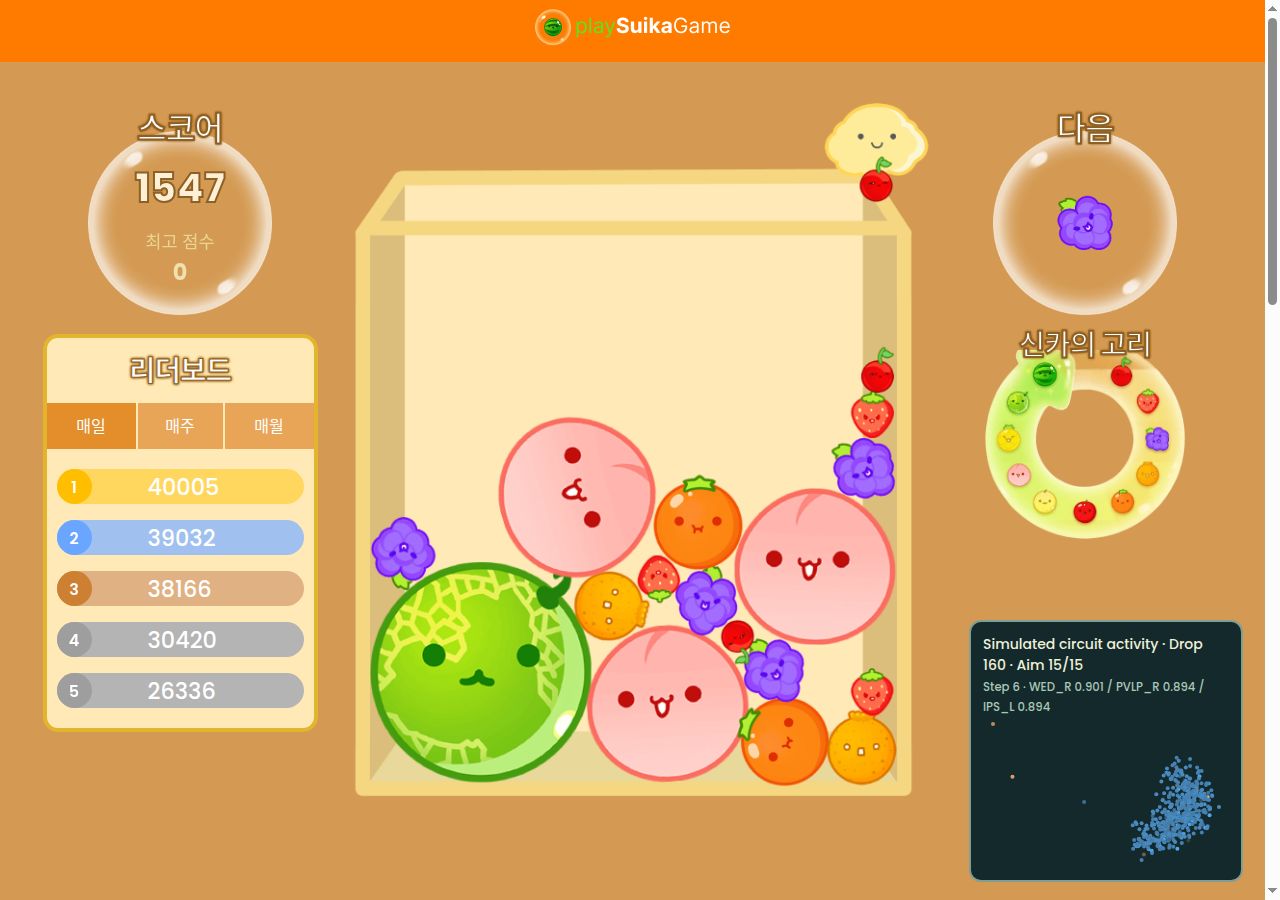 playSuikaGame
스코어
1547
최고 점수
0
리더보드
매일 매주 매월
1 40005
2 39032
3 38166
4 30420
5 26336
다음
신카의 고리
Simulated circuit activity · Drop
160 · Aim 15/15
Step 6 · WED_R 0.901 / PVLP_R 0.894 /
IPS_L 0.894